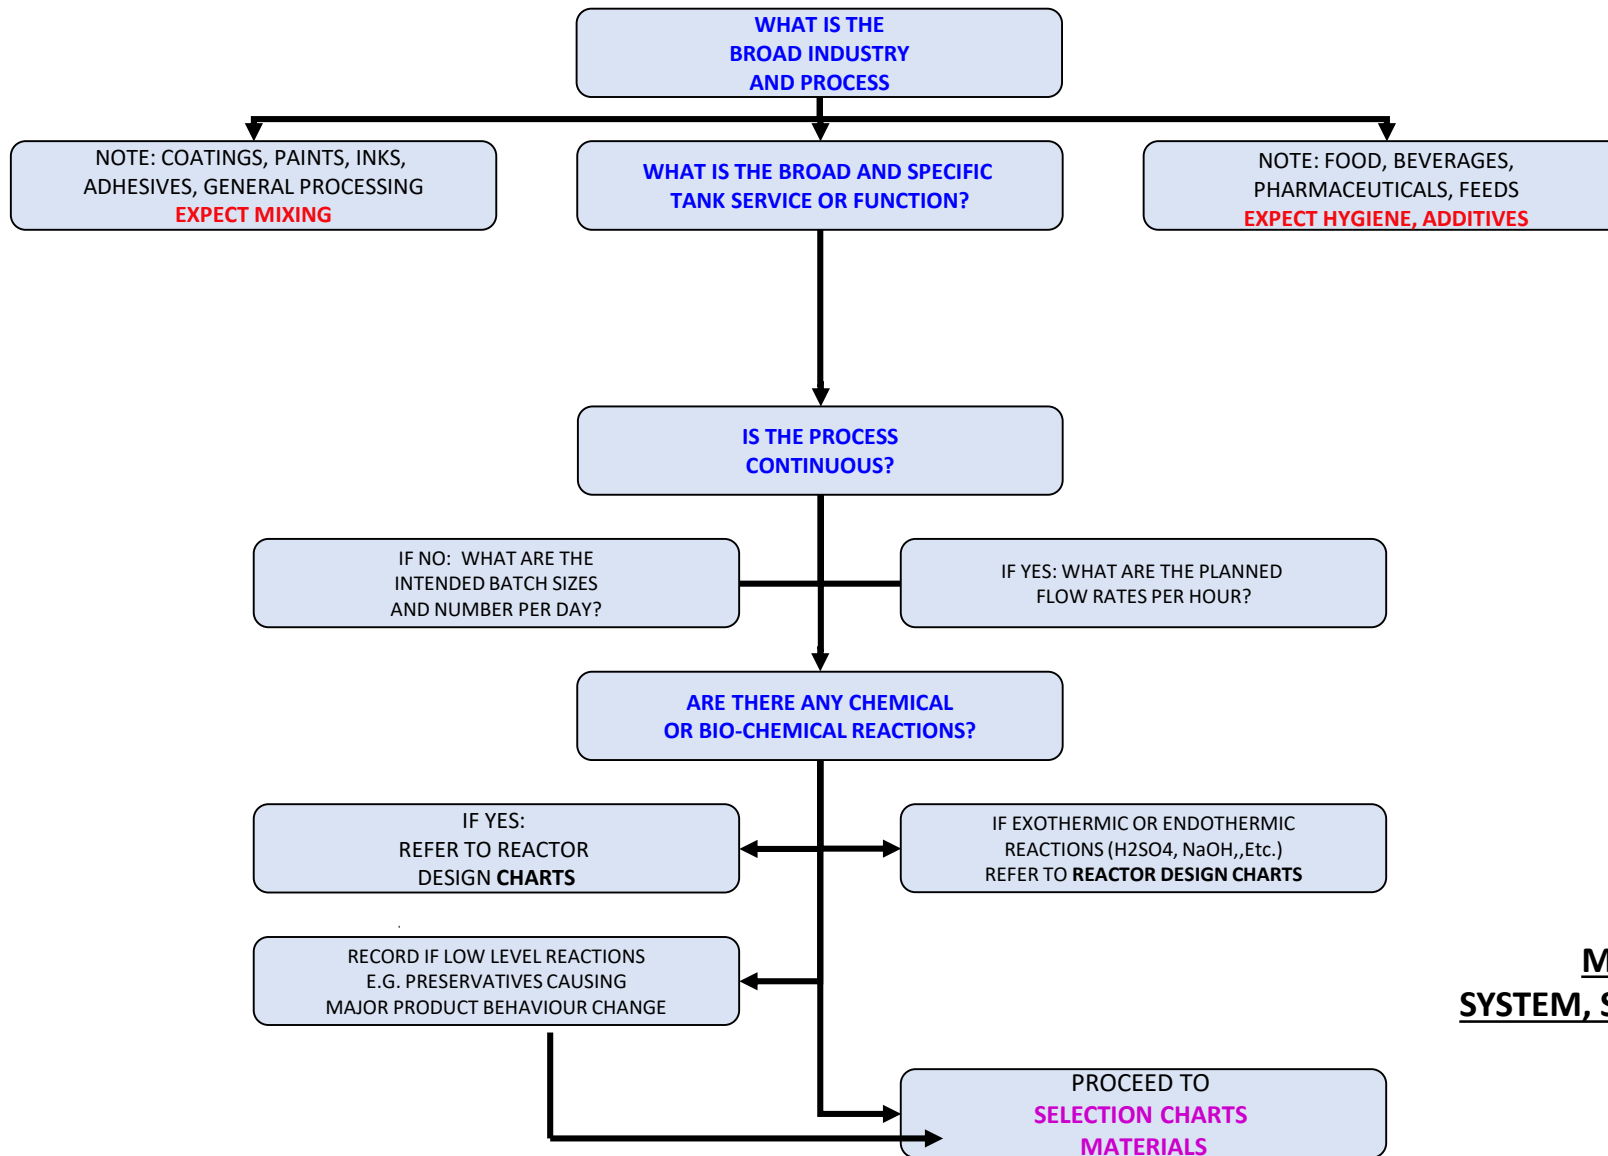 WHAT IS THE
BROAD INDUSTRY
AND PROCESS
NOTE: COATINGS, PAINTS, INKS,
ADHESIVES, GENERAL PROCESSING
EXPECT MIXING
WHAT IS THE BROAD AND SPECIFIC
TANK SERVICE OR FUNCTION?
NOTE: FOOD, BEVERAGES,
PHARMACEUTICALS, FEEDS
EXPECT HYGIENE, ADDITIVES
IS THE PROCESS
CONTINUOUS?
IF NO:  WHAT ARE THE
INTENDED BATCH SIZES
AND NUMBER PER DAY?
IF YES: WHAT ARE THE PLANNED
FLOW RATES PER HOUR?
ARE THERE ANY CHEMICAL
OR BIO-CHEMICAL REACTIONS?
IF YES:
REFER TO REACTOR
DESIGN CHARTS
IF EXOTHERMIC OR ENDOTHERMIC
REACTIONS (H2SO4, NaOH,,Etc.)
REFER TO REACTOR DESIGN CHARTS
RECORD IF LOW LEVEL REACTIONS
E.G. PRESERVATIVES CAUSING
MAJOR PRODUCT BEHAVIOUR CHANGE
SYSTEM,
PROCEED TO
SELECTION CHARTS
MATERIALS